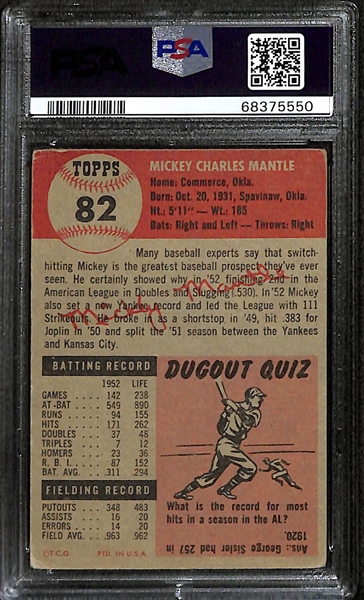 PSA
68375550
TOPPS
82
MICKEY CHARLES MANTLE
Home: Commerce, Okla.
Born: Oct. 20, 1931, Spavinaw, Okla.
Ht.: 5'11" — WL: 185
Bats: Right and Left — Throws: Right
Many baseball experts say that switch-
hitting Mickey is the greatest baseball prospect they've ever
seen. He certainly showed why in '52 finishing 2nd in the
American League in Doubles and Slugging (.530). In '52 Mickey
also set a new Yankee record and led the League with 111
Strikeouts. He broke in as a shortstop in '49, hit .383 for
Joplin in '50 and split the '51 season between the Yankees
and Kansas City.
Mickey Mantle
BATTING RECORD
1952 LIFE
GAMES 142 238
AT-BAT 549 890
RUNS 94 155
HITS 171 262
DOUBLES 37 48
TRIPLES 7 12
HOMERS 23 36
R.B.I. 87 152
BAT.AVG. .311 .294
FIELDING RECORD
PUTOUTS 348 483
ASSISTS 16 20
ERRORS 14 20
FIELD AVG. .963 .962
©T.C.G. PTD. IN U.S.A.
DUGOUT QUIZ
What is the record for most
hits in a season in the AL?
Ans.: George Sisler had 257 in
1920.